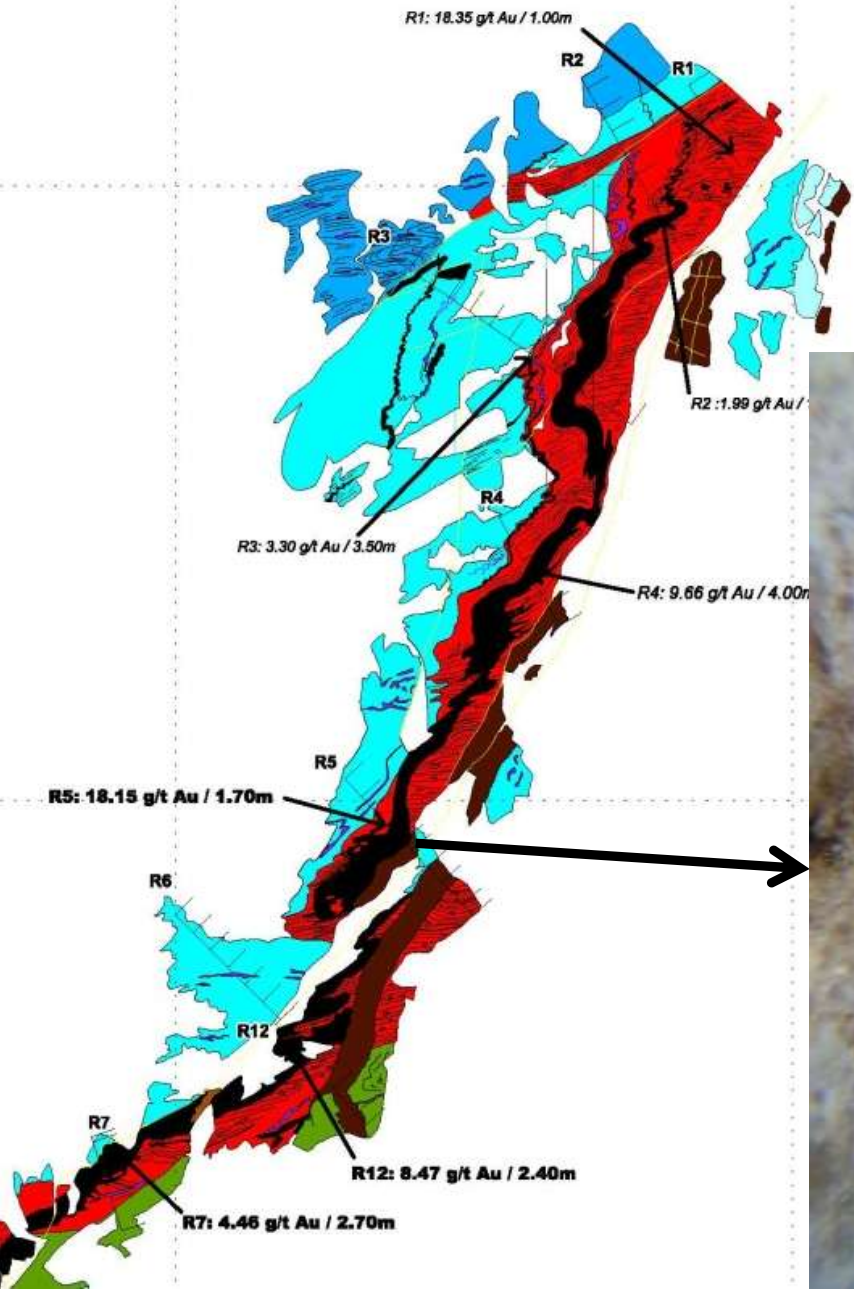 R1: 18.35 g/t Au / 1.00m
R2
R1
R3
R2 :1.99 g/t Au /
R4
R3: 3.30 g/t Au / 3.50m
R4: 9.66 g/t Au / 4.00m
R5
R5: 18.15 g/t Au / 1.70m
R6
R12
R7
R12: 8.47 g/t Au / 2.40m
R7: 4.46 g/t Au / 2.70m